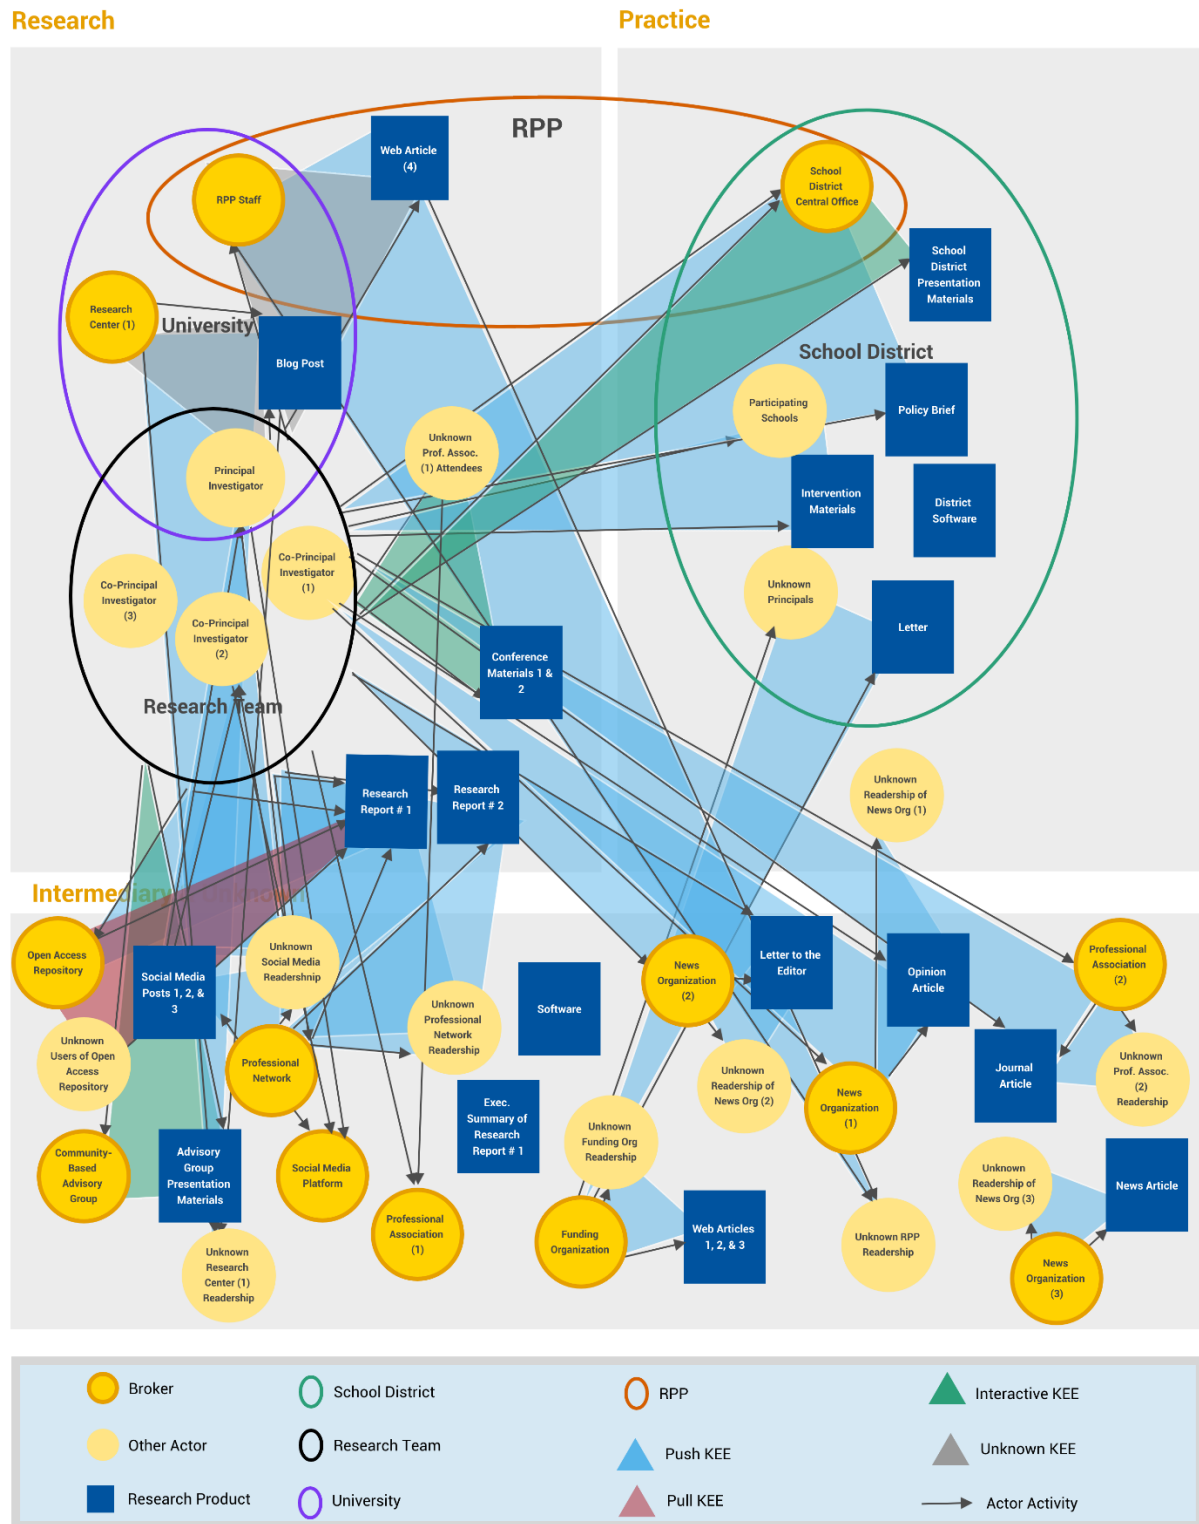 Research
Practice
RPP
Web Article
(4)
RPP Staff
School
District
Central Office
School
District
Presentation
Materials
Research
Center (1)
University
Blog Post
School District
Participating
Schools
Policy Brief
Unknown
Prof. Assoc.
(1) Attendees
Principal
Investigator
Intervention
Materials
District
Software
Co-Principal
Investigator
(1)
Co-Principal
Investigator
(3)
Co-Principal
Investigator
(2)
Unknown
Principals
Letter
Conference
Materials 1 &
2
Research Team
Research
Report # 1
Research
Report # 2
Unknown
Readership of
News Org (1)
Intermediary
Unknown
Open Access
Repository
Social Media
Posts 1, 2, &
3
Unknown
Social Media
Readershnip
News
Organization
(2)
Letter to the
Editor
Opinion
Article
Professional
Association
(2)
Software
Unknown
Professional
Network
Readership
Unknown
Users of Open
Access
Repository
Professional
Network
Unknown
Readership of
News Org (2)
News
Organization
(1)
Journal
Article
Unknown
Prof. Assoc.
(2)
Readership
Exec.
Summary of
Research
Report # 1
Unknown
Funding Org
Readership
Community-
Based
Advisory
Group
Advisory
Group
Presentation
Materials
Social Media
Platform
Unknown
Readership of
News Org (3)
News Article
Professional
Association
(1)
Funding
Organization
Web Articles
1, 2, & 3
Unknown RPP
Readership
Unknown
Research
Center (1)
Readership
News
Organization
(3)
Broker
School District
RPP
Interactive KEE
Other Actor
Research Team
Push KEE
Unknown KEE
Research Product
University
Pull KEE
Actor Activity